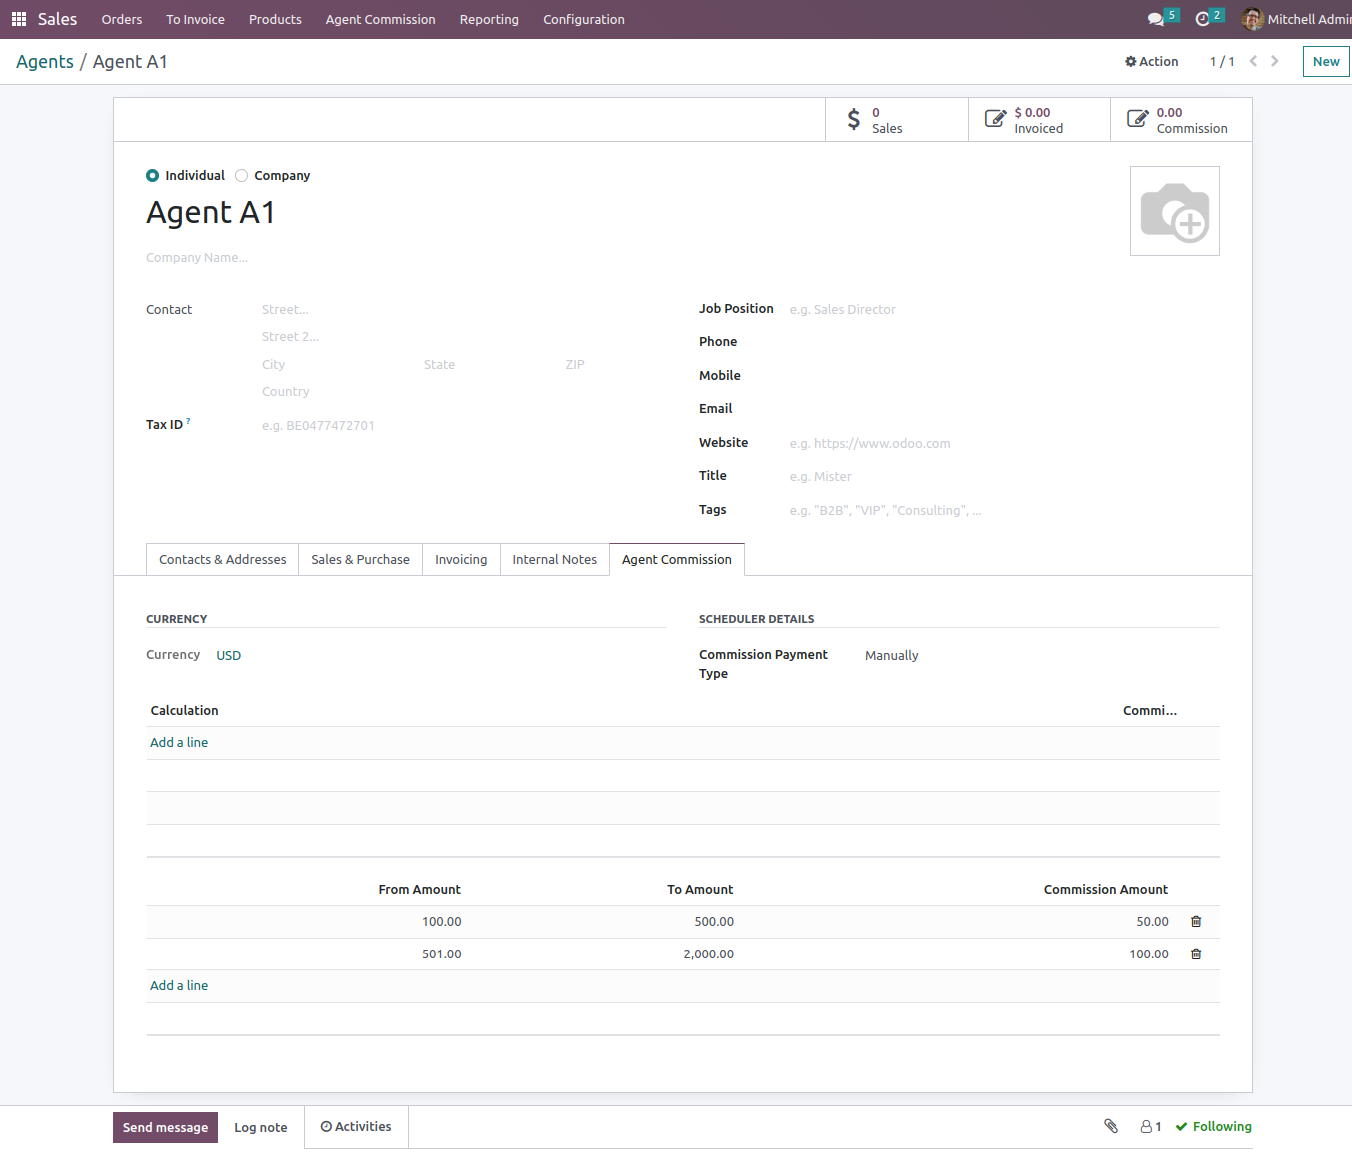 Sales Orders To Invoice Products Agent Commission Reporting Configuration 5 2 Mitchell Admin
Agents / Agent A1 Action 1 / 1 New
0 $ 0.00 0.00
Sales Invoiced Commission
Individual Company
Agent A1
Company Name...
Contact Street... Job Position e.g. Sales Director
Street 2... Phone
City State ZIP Mobile
Country Email
Tax ID ? e.g. BE0477472701 Website e.g. https://www.odoo.com
Title e.g. Mister
Tags e.g. "B2B", "VIP", "Consulting", ...
Contacts & Addresses Sales & Purchase Invoicing Internal Notes Agent Commission
CURRENCY SCHEDULER DETAILS
Currency USD Commission Payment Type Manually
Calculation Commi...
Add a line
From Amount To Amount Commission Amount
100.00 500.00 50.00
501.00 2,000.00 100.00
Add a line
Send message Log note Activities 1 Following